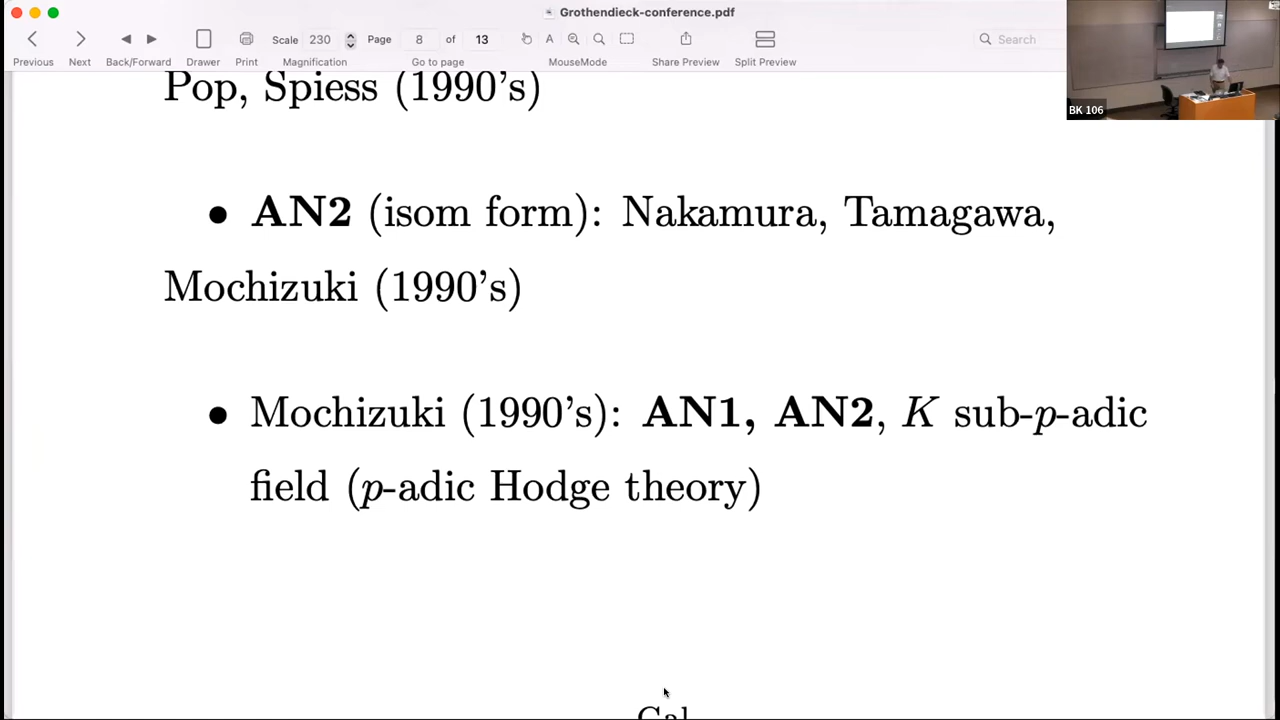 Grothendieck-conference.pdf
Scale 230 Page 8 of 13 Search
Previous Next Back/Forward Drawer Print Magnification Go to page MouseMode Share Preview Split Preview
BK 106
Pop, Spiess (1990's)
• AN2 (isom form): Nakamura, Tamagawa,
Mochizuki (1990's)
• Mochizuki (1990's): AN1, AN2, K sub-p-adic
field (p-adic Hodge theory)